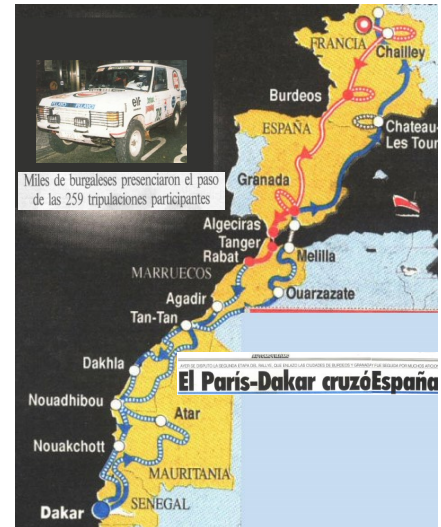 FRANCIA
Challley
Burdeos
ESPAÑA
Chateau-
Les Tour
elf
Miles de burgaleses presenciaron el paso
de las 259 tripulaciones participantes
Granada
Algeciras
Tanger
Rabat
Melilla
MARRUECOS
Agadir
Ouarzazate
Tan-Tan
Dakhla
El París-Dakar cruzóEspaña
Nouadhibou
Atar
Nouakchott
MAURITANIA
Dakar
SENEGAL